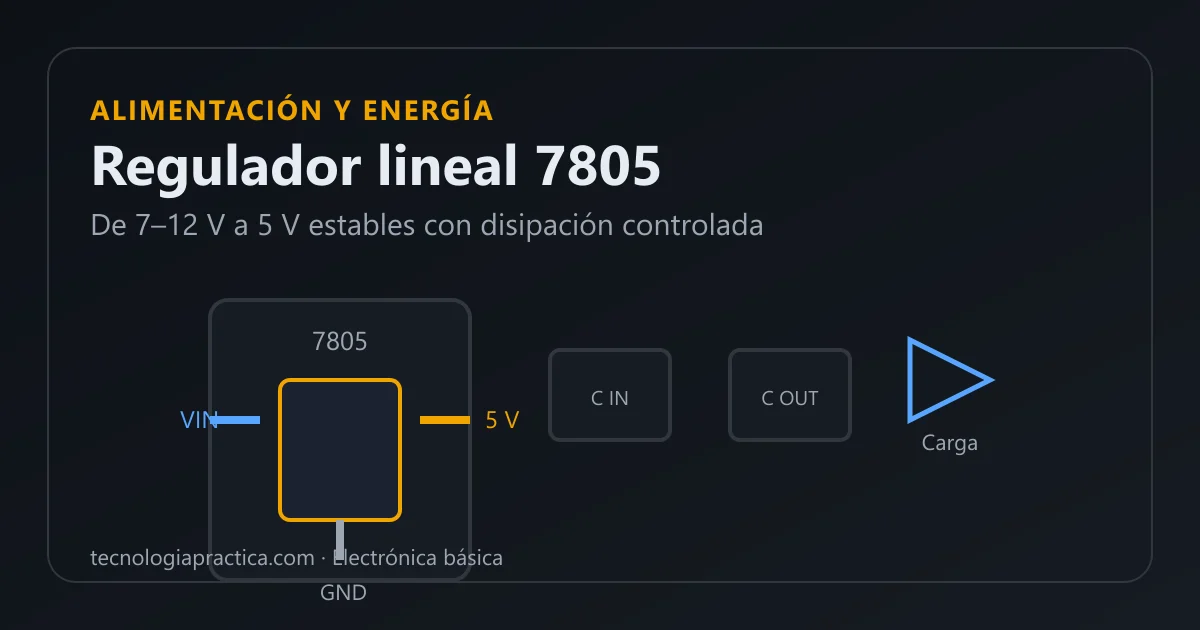 ALIMENTACIÓN Y ENERGÍA
Regulador lineal 7805
De 7–12 V a 5 V estables con disipación controlada
7805
VIN
5 V
C IN
C OUT
Carga
tecnologiapractica.com · Electrónica básica
GND